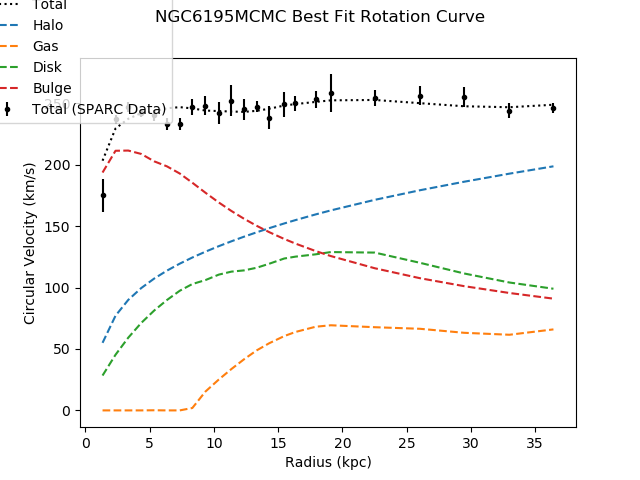 NGC6195MCMC Best Fit Rotation Curve
Total
Halo
Gas
Disk
Bulge
Total (SPARC Data)
Circular Velocity (km/s)
250
200
150
100
50
0
0 5 10 15 20 25 30 35
Radius (kpc)